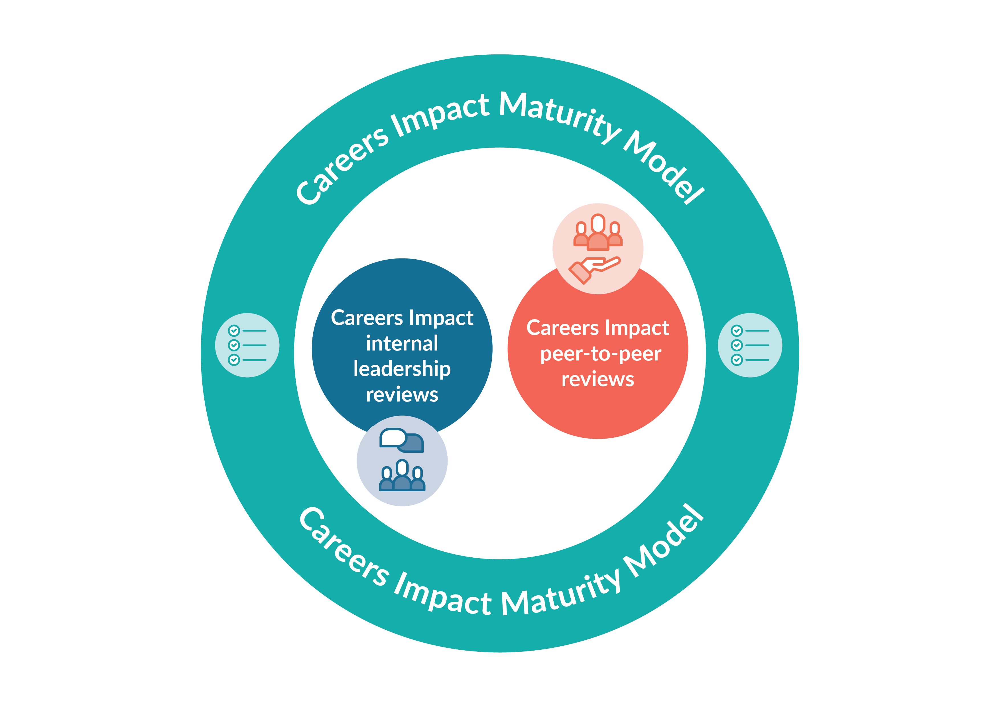 Careers Impact Maturity Model
Careers Impact
internal
leadership
reviews
Careers Impact
peer-to-peer
reviews
Careers Impact Maturity Model